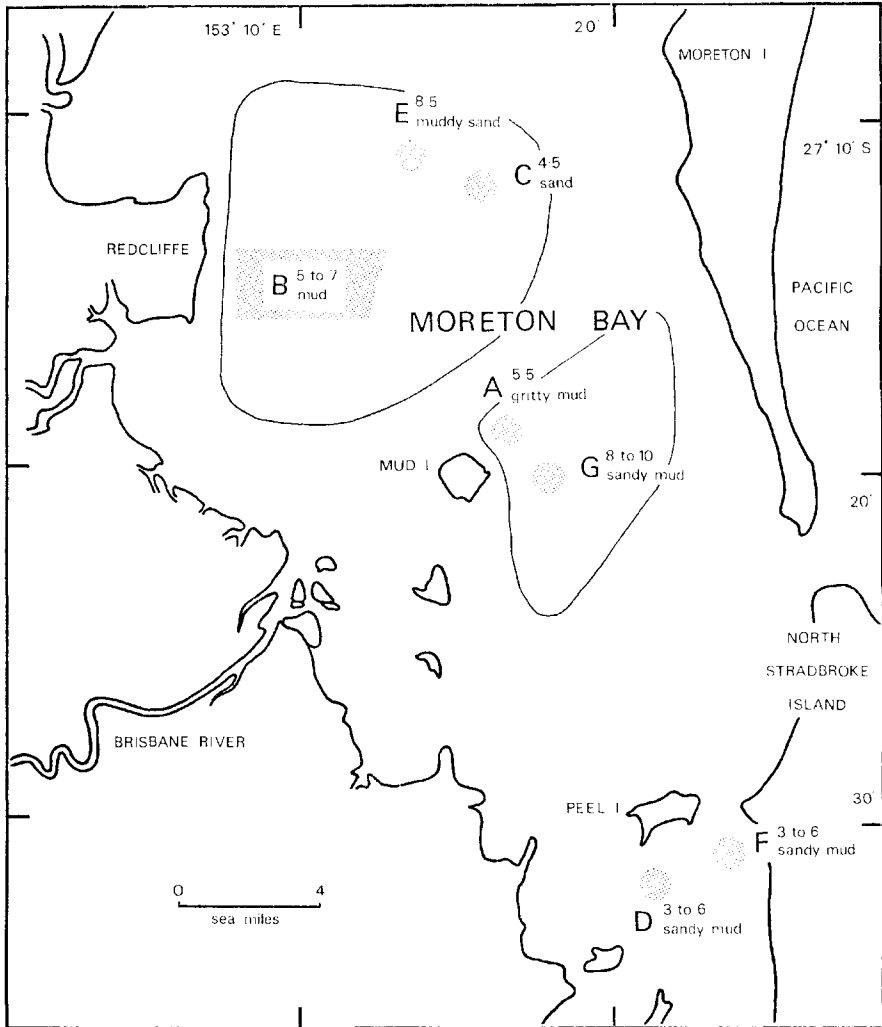 153° 10′ E
20′
MORETON I
E 8·5
muddy sand
27° 10′ S
C 4·5
sand
REDCLIFFE
B 5 to 7
mud
PACIFIC
OCEAN
MORETON BAY
A 5·5
gritty mud
MUD I
G 8 to 10
sandy mud
20′
NORTH
STRADBROKE
ISLAND
BRISBANE RIVER
PEEL I
30′
F 3 to 6
sandy mud
0 4
sea miles
D 3 to 6
sandy mud